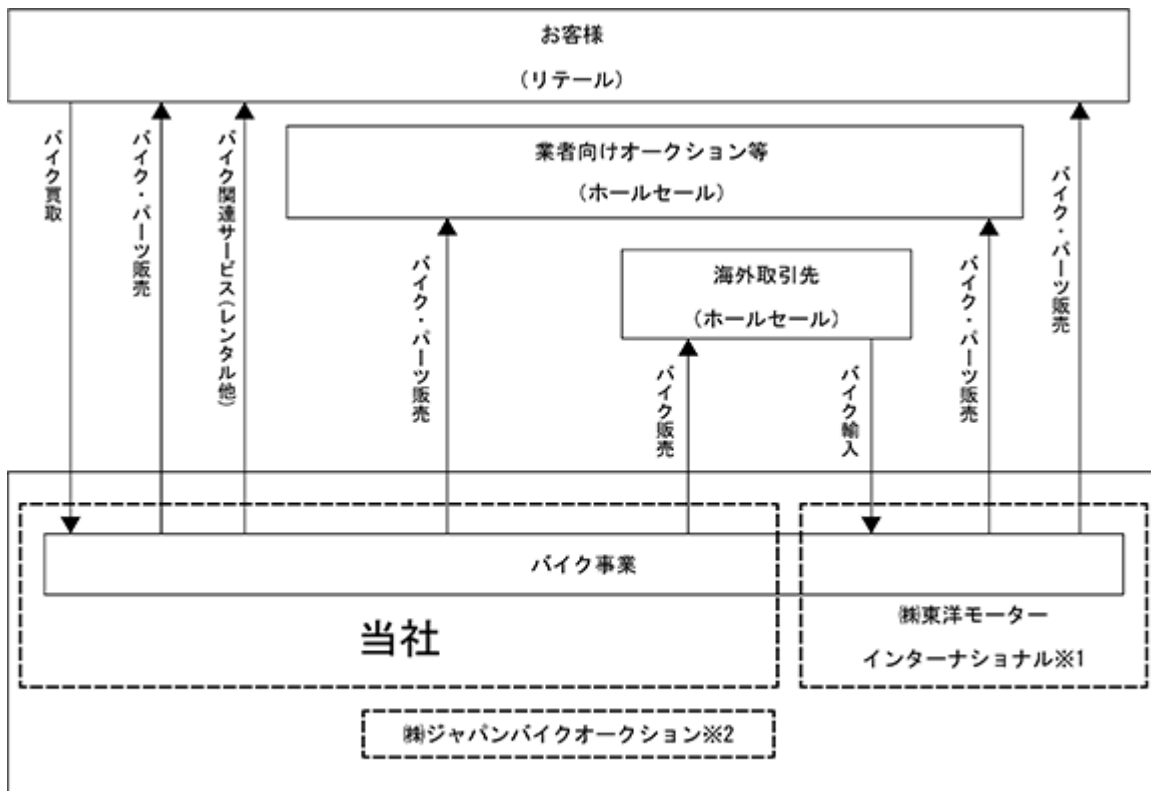 お客様
（リテール）
バイク買取
バイク・パーツ販売
バイク関連サービス(レンタル他)
業者向けオークション等
（ホールセール）
バイク・パーツ販売
海外取引先
（ホールセール）
バイク販売
バイク輸入
バイク・パーツ販売
バイク・パーツ販売
バイク事業
当社
㈱東洋モーター
インターナショナル※1
㈱ジャパンバイクオークション※2